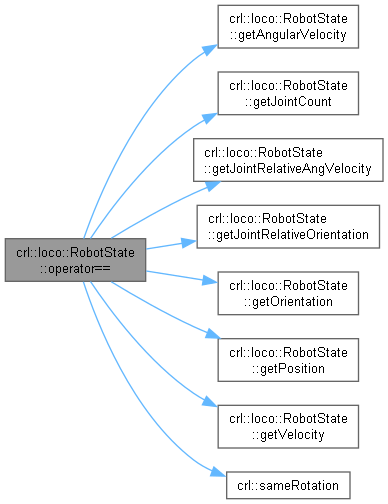 crl::loco::RobotState
::operator==
crl::loco::RobotState
::getAngularVelocity
crl::loco::RobotState
::getJointCount
crl::loco::RobotState
::getJointRelativeAngVelocity
crl::loco::RobotState
::getJointRelativeOrientation
crl::loco::RobotState
::getOrientation
crl::loco::RobotState
::getPosition
crl::loco::RobotState
::getVelocity
crl::sameRotation